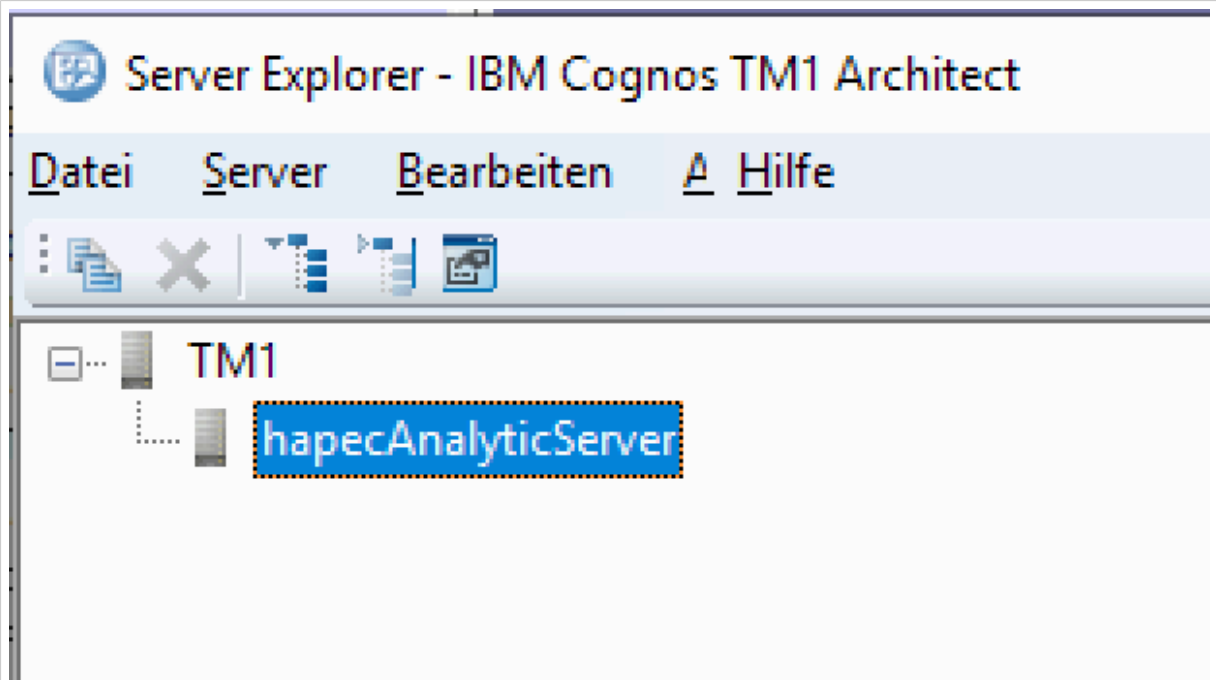 Server Explorer - IBM Cognos TM1 Architect
Datei Server Bearbeiten A Hilfe
TM1
hapecAnalyticServer